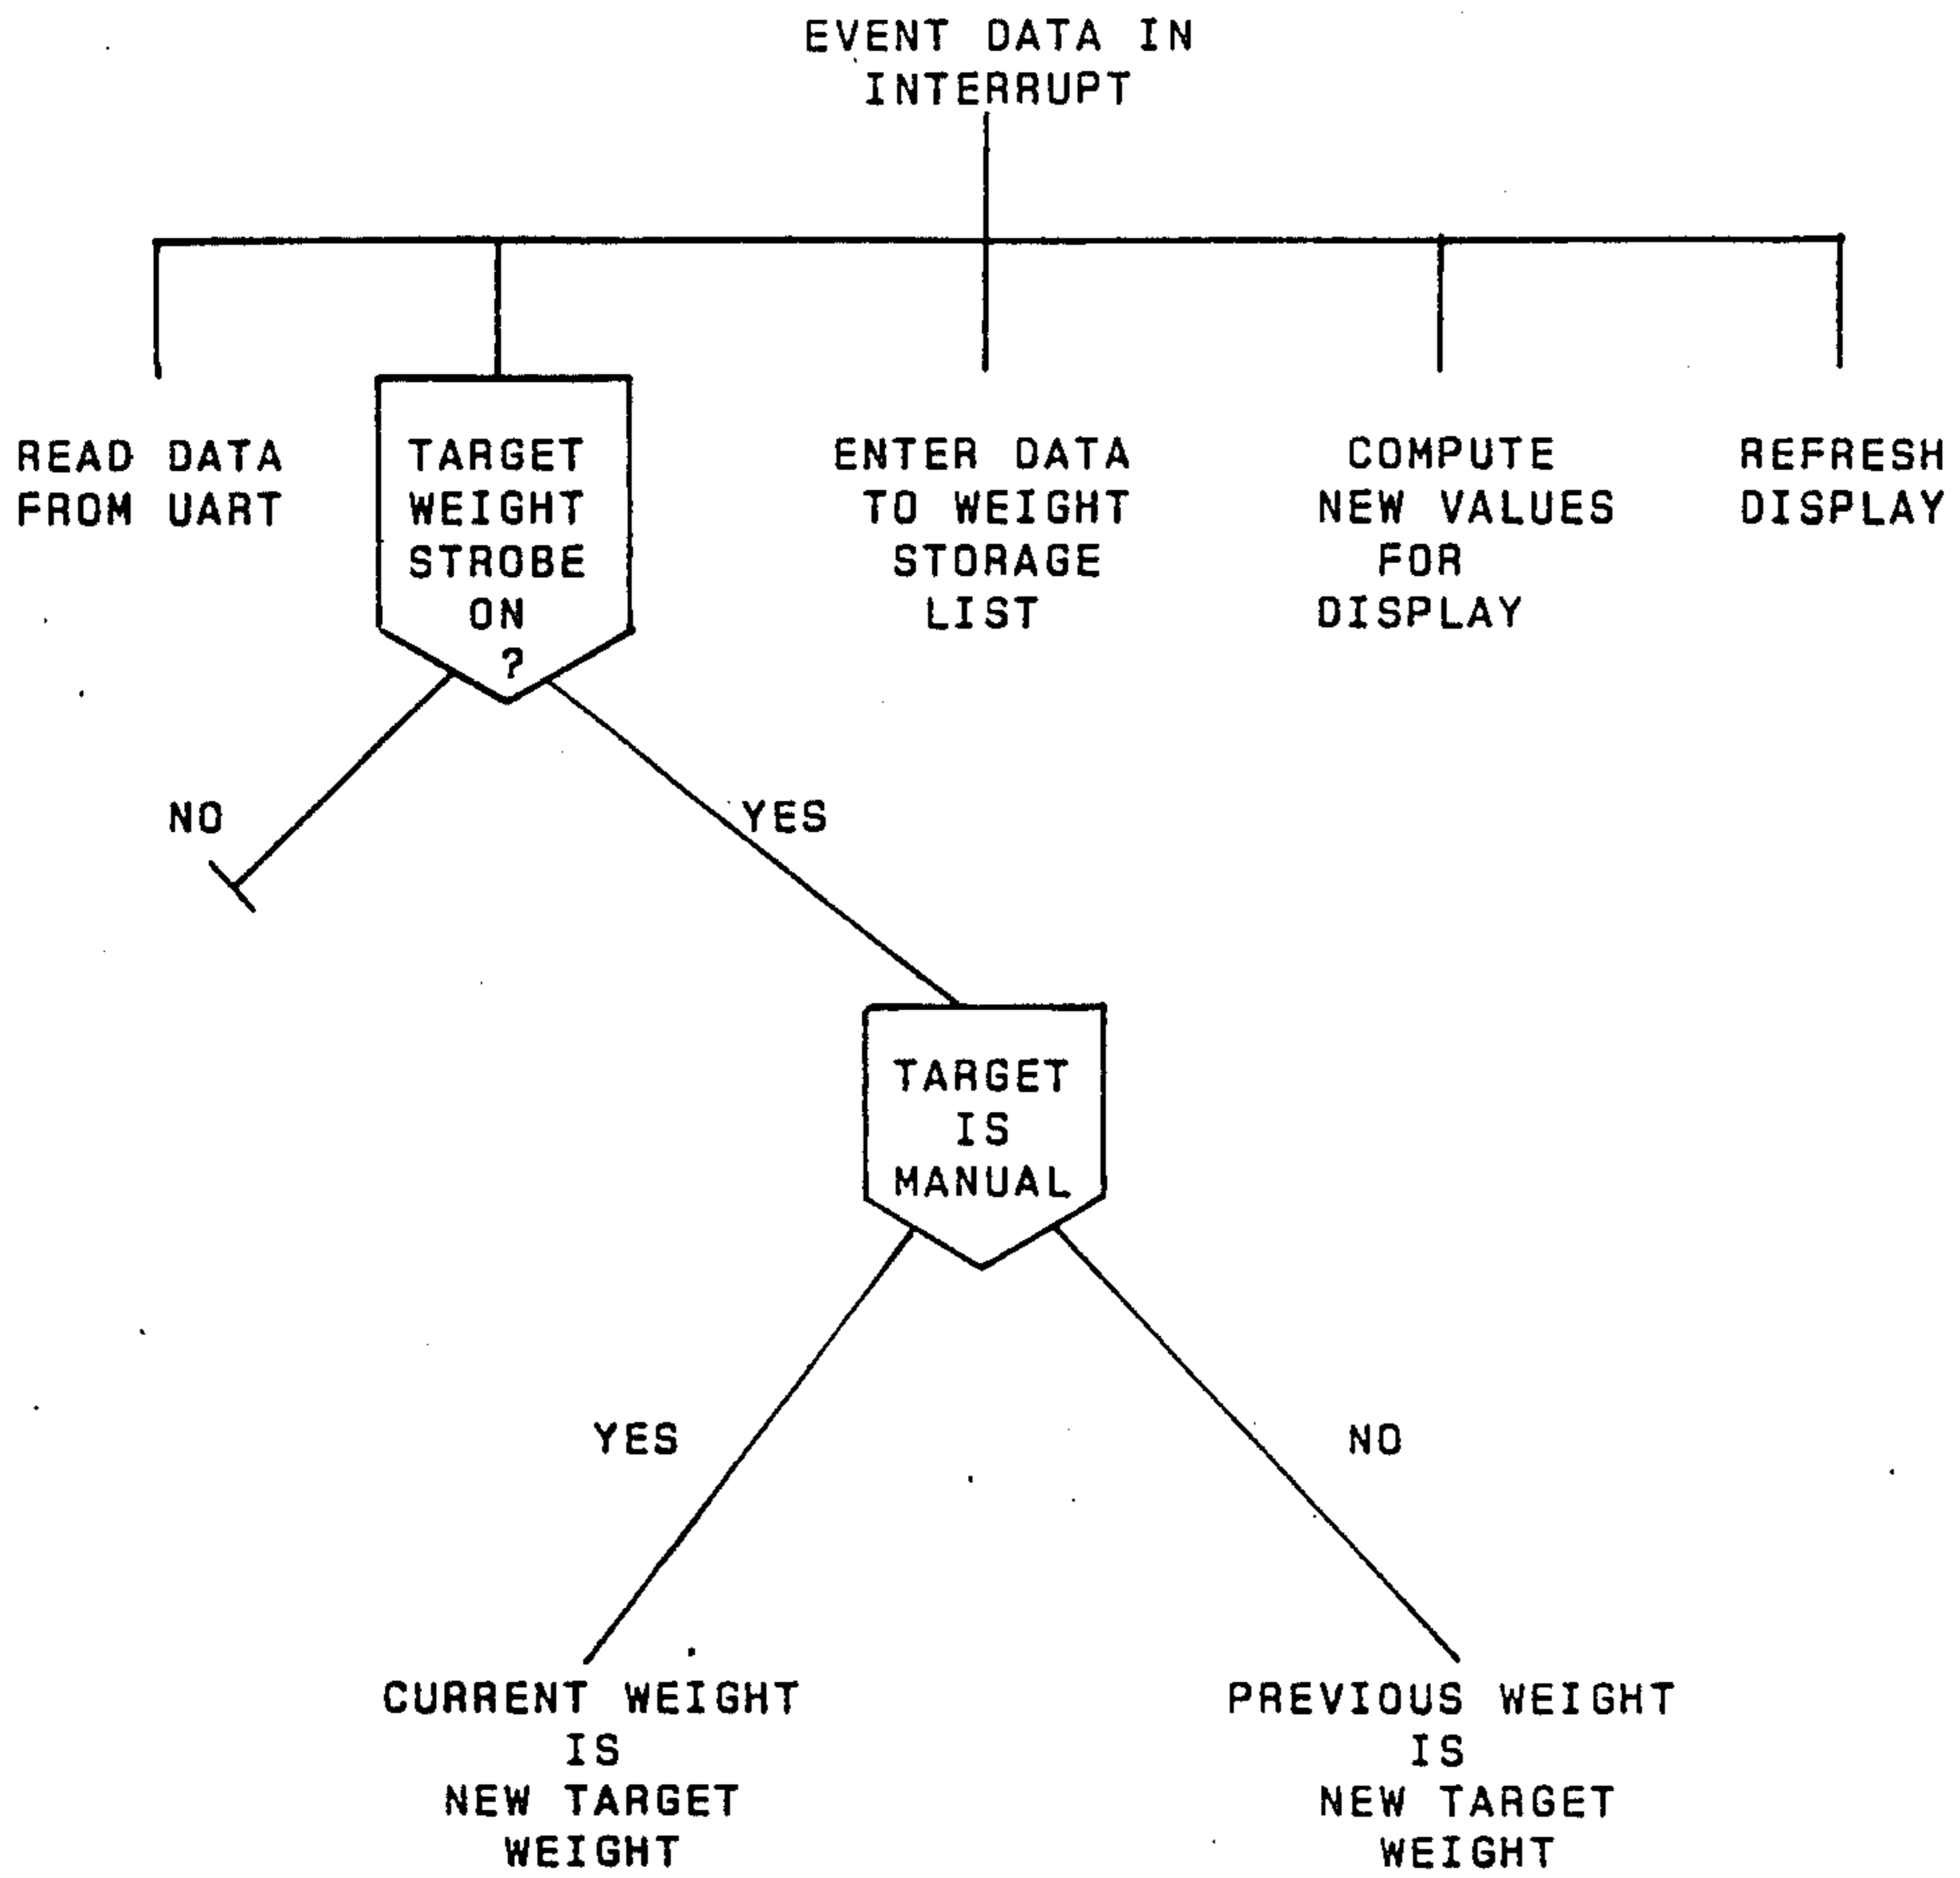 EVENT DATA IN
INTERRUPT
READ DATA
FROM UART
TARGET
WEIGHT
STROBE
ON
?
ENTER DATA
TO WEIGHT
STORAGE
LIST
COMPUTE
NEW VALUES
FOR
DISPLAY
REFRESH
DISPLAY
NO
YES
TARGET
IS
MANUAL
YES
NO
CURRENT WEIGHT
IS
NEW TARGET
WEIGHT
PREVIOUS WEIGHT
IS
NEW TARGET
WEIGHT